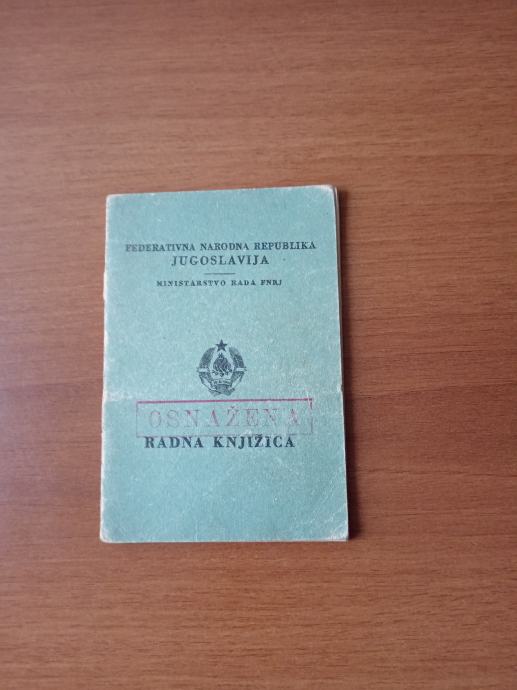 FEDERATIVNA NARODNA REPUBLIKA
JUGOSLAVIJA
MINISTARSTVO RADA FNRJ
OSNAŽENA
RADNA KNJIŽICA